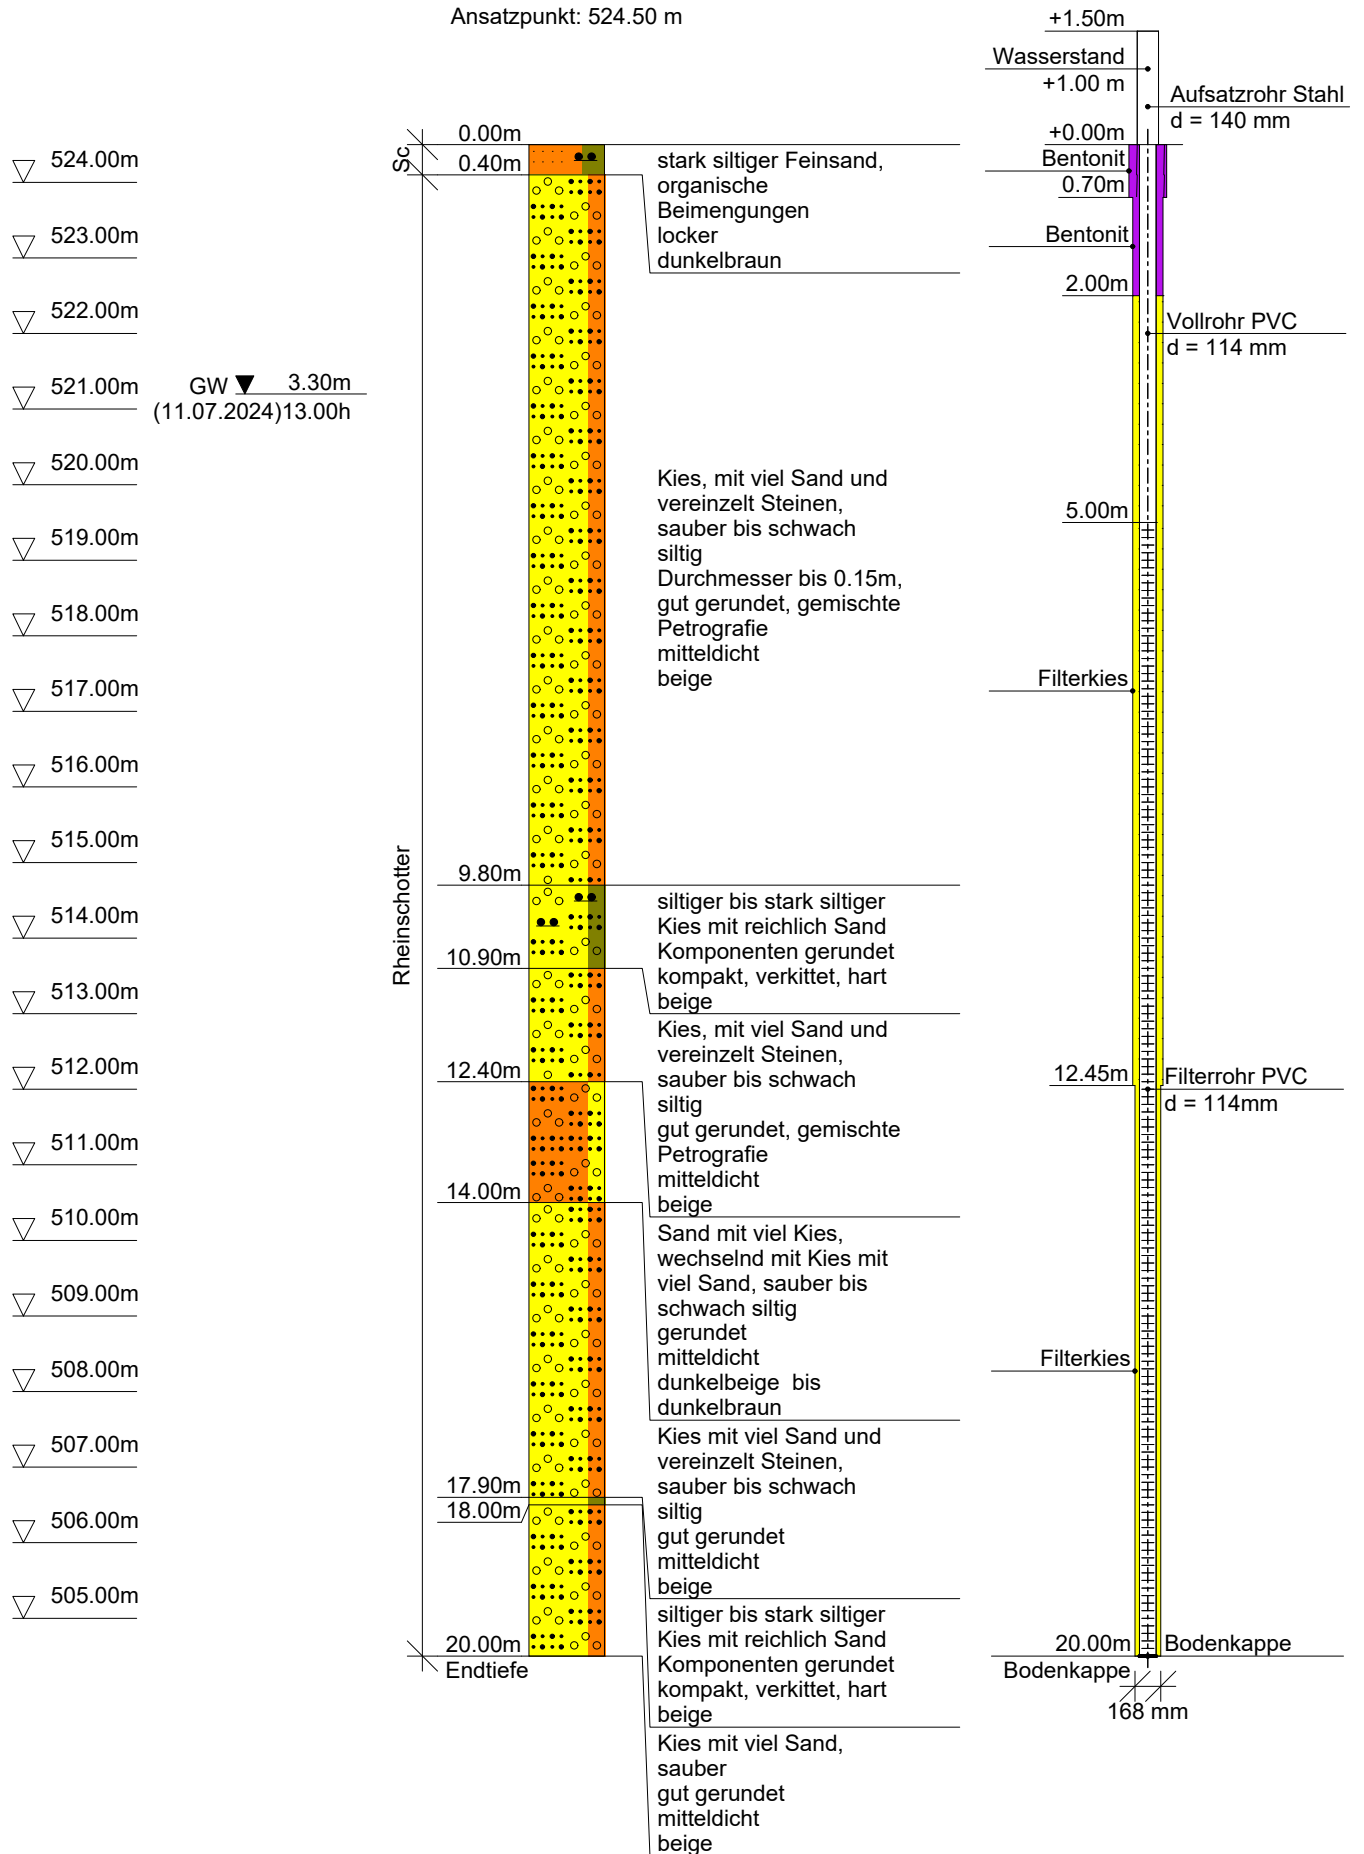 Ansatzpunkt: 524.50 m
524.00m
523.00m
522.00m
521.00m
520.00m
519.00m
518.00m
517.00m
516.00m
515.00m
514.00m
513.00m
512.00m
511.00m
510.00m
509.00m
508.00m
507.00m
506.00m
505.00m
GW 3.30m
(11.07.2024)13.00h
Sc.
Rheinschotter
0.00m
0.40m
9.80m
10.90m
12.40m
14.00m
17.90m
18.00m
20.00m
Endtiefe
stark siltiger Feinsand,
organische
Beimengungen
locker
dunkelbraun
Kies, mit viel Sand und
vereinzelt Steinen,
sauber bis schwach
siltig
Durchmesser bis 0.15m,
gut gerundet, gemischte
Petrografie
mitteldicht
beige
siltiger bis stark siltiger
Kies mit reichlich Sand
Komponenten gerundet
kompakt, verkittet, hart
beige
Kies, mit viel Sand und
vereinzelt Steinen,
sauber bis schwach
siltig
gut gerundet, gemischte
Petrografie
mitteldicht
beige
Sand mit viel Kies,
wechselnd mit Kies mit
viel Sand, sauber bis
schwach siltig
gerundet
mitteldicht
dunkelbeige bis
dunkelbraun
Kies mit viel Sand und
vereinzelt Steinen,
sauber bis schwach
siltig
gut gerundet
mitteldicht
beige
siltiger bis stark siltiger
Kies mit reichlich Sand
Komponenten gerundet
kompakt, verkittet, hart
beige
Kies mit viel Sand,
sauber
gut gerundet
mitteldicht
beige
+1.50m
Wasserstand
+1.00 m
Aufsatzrohr Stahl
d = 140 mm
+0.00m
Bentonit
0.70m
Bentonit
2.00m
Vollrohr PVC
d = 114 mm
5.00m
Filterkies
12.45m
Filterrohr PVC
d = 114mm
Filterkies
20.00m
Bodenkappe
Bodenkappe
168 mm